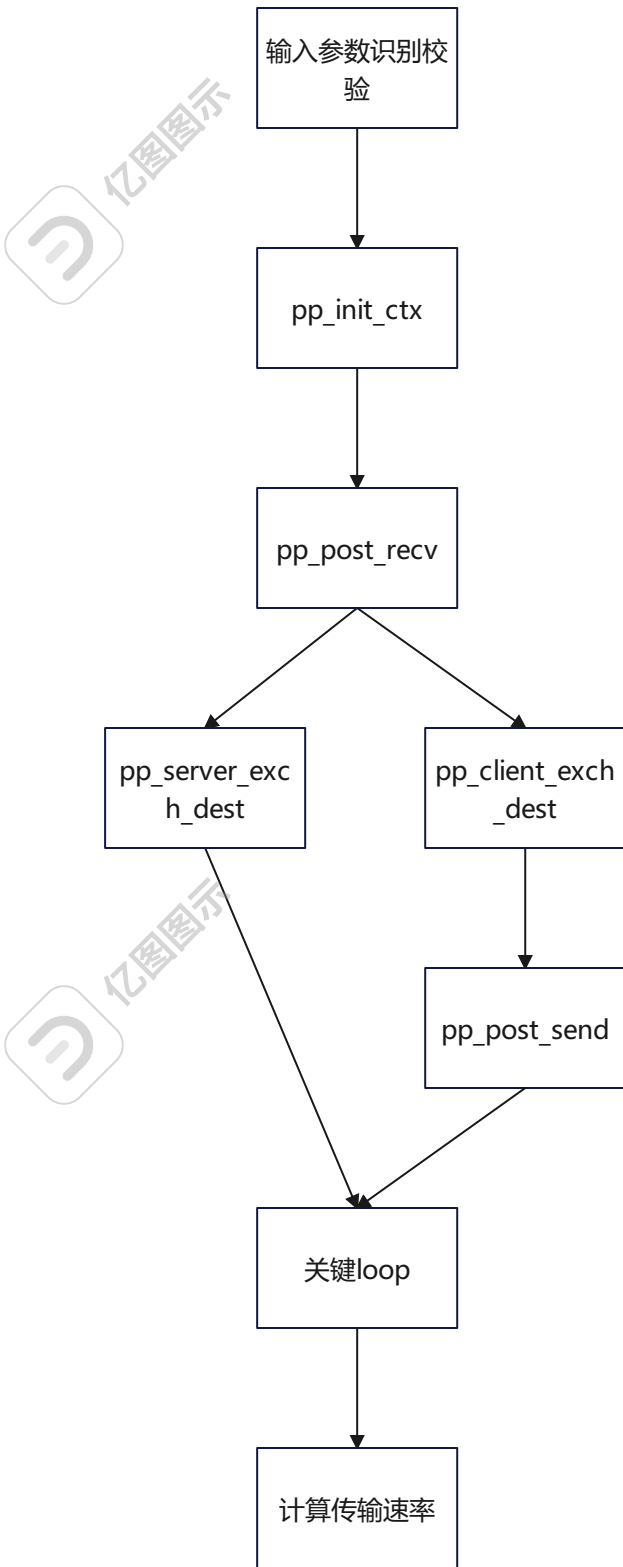 输入参数识别校
验
亿图图示
pp_init_ctx
pp_post_recv
pp_server_exc
h_dest
pp_client_exch
_dest
亿图图示
pp_post_send
关键loop
计算传输速率